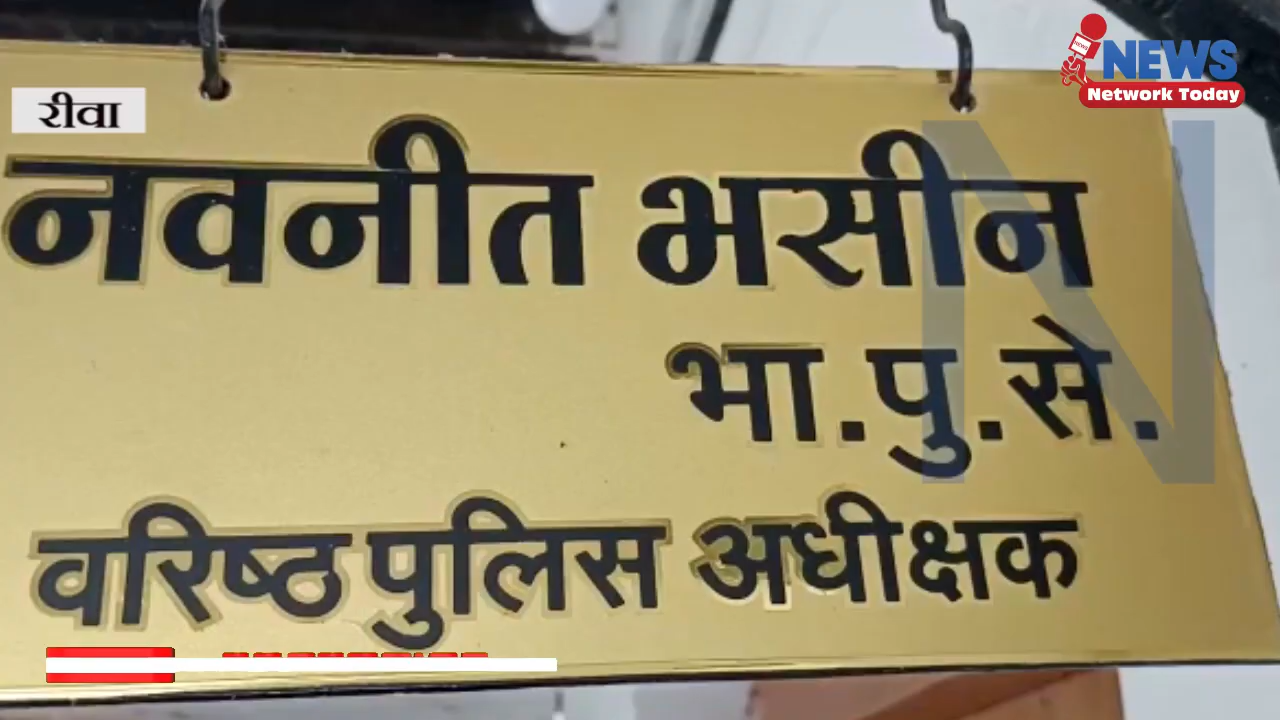 NEWS
Network Today
रीवा
नवनीत भसीन
भा.पु.से.
वरिष्ठ पुलिस अधीक्षक
N